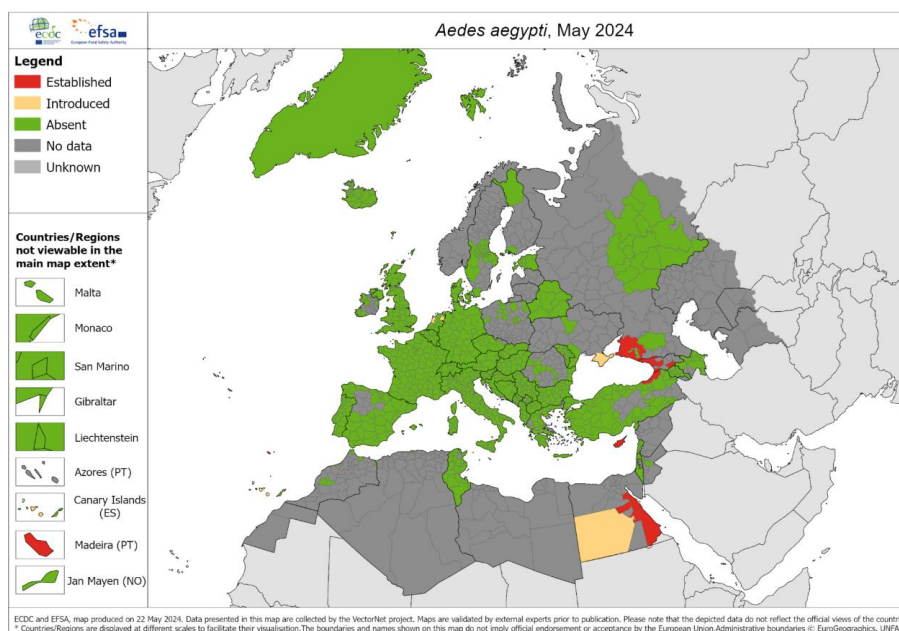 ecdc
efsa
European Food Safety Authority
Aedes aegypti, May 2024
Legend
Established
Introduced
Absent
No data
Unknown
Countries/Regions
not viewable in the
main map extent*
Malta
Monaco
San Marino
Gibraltar
Liechtenstein
Azores (PT)
Canary Islands
(ES)
Madeira (PT)
Jan Mayen (NO)
ECDC and EFSA, map produced on 22 May 2024. Data presented in this map are collected by the VectorNet project. Maps are validated by external experts prior to publication. Please note that the depicted data do not reflect the official views of the countr
* Countries/Regions are displayed at different scales to facilitate their visualisation.The boundaries and names shown on this map do not imply official endorsement or acceptance by the European Union.Administrative boundaries © EuroGeographics, UNFA